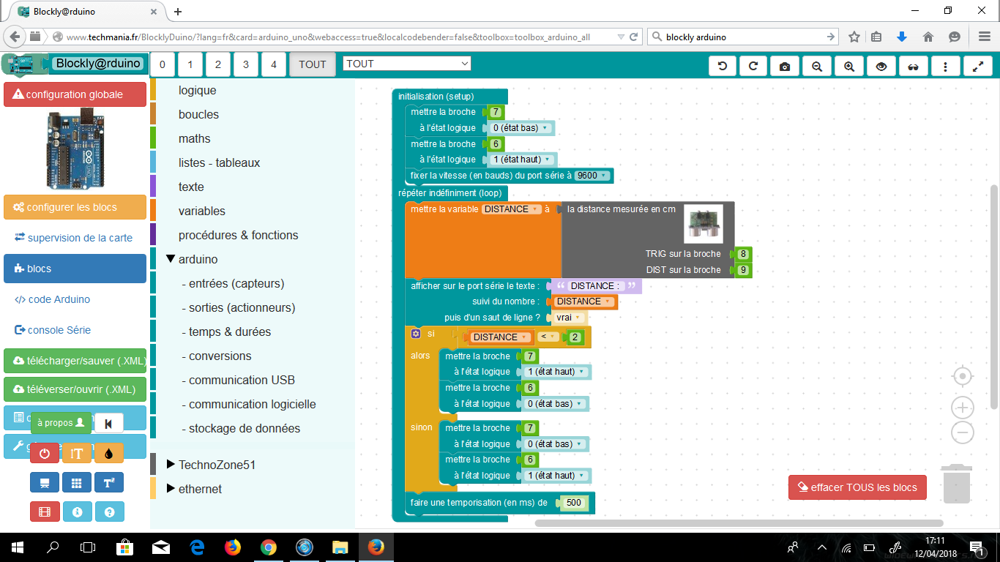 Blockly@rduino
www.techmania.fr/BlocklyDuino/?lang=fr&card=arduino_uno&webaccess=true&localcodebender=false&toolbox=toolbox_arduino_all
blockly arduino
Blockly@rduino
0 1 2 3 4 TOUT
TOUT
configuration globale
configurer les blocs
supervision de la carte
blocs
code Arduino
console Série
télécharger/sauver (.XML)
téléverser/ouvrir (.XML)
à propos
logique
boucles
maths
listes - tableaux
texte
variables
procédures & fonctions
arduino
- entrées (capteurs)
- sorties (actionneurs)
- temps & durées
- conversions
- communication USB
- communication logicielle
- stockage de données
TechnoZone51
ethernet
initialisation (setup)
mettre la broche 7
à l'état logique 0 (état bas)
mettre la broche 6
à l'état logique 1 (état haut)
fixer la vitesse (en bauds) du port série à 9600
répéter indéfiniment (loop)
mettre la variable DISTANCE à la distance mesurée en cm
TRIG sur la broche 8
DIST sur la broche 9
afficher sur le port série le texte : “ DISTANCE : ”
suivi du nombre : DISTANCE
puis d'un saut de ligne ? vrai
si DISTANCE < 2
alors mettre la broche 7
à l'état logique 1 (état haut)
mettre la broche 6
à l'état logique 0 (état bas)
sinon mettre la broche 7
à l'état logique 0 (état bas)
mettre la broche 6
à l'état logique 1 (état haut)
faire une temporisation (en ms) de 500
effacer TOUS les blocs
17:11
12/04/2018
1